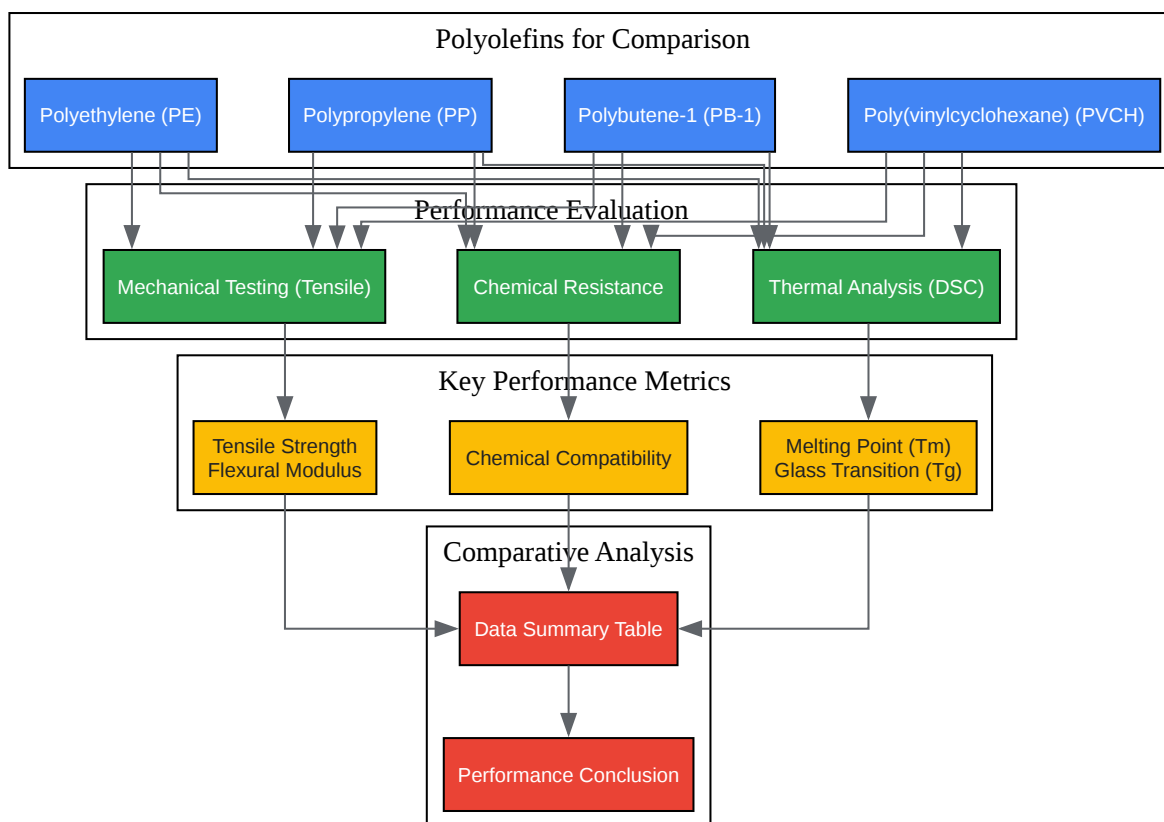 Polyolefins for Comparison
Polyethylene (PE)
Polypropylene (PP)
Polybutene-1 (PB-1)
Poly(vinylcyclohexane) (PVCH)
Performance Evaluation
Mechanical Testing (Tensile)
Chemical Resistance
Thermal Analysis (DSC)
Key Performance Metrics
Tensile Strength
Flexural Modulus
Chemical Compatibility
Melting Point (Tm)
Glass Transition (Tg)
Comparative Analysis
Data Summary Table
Performance Conclusion